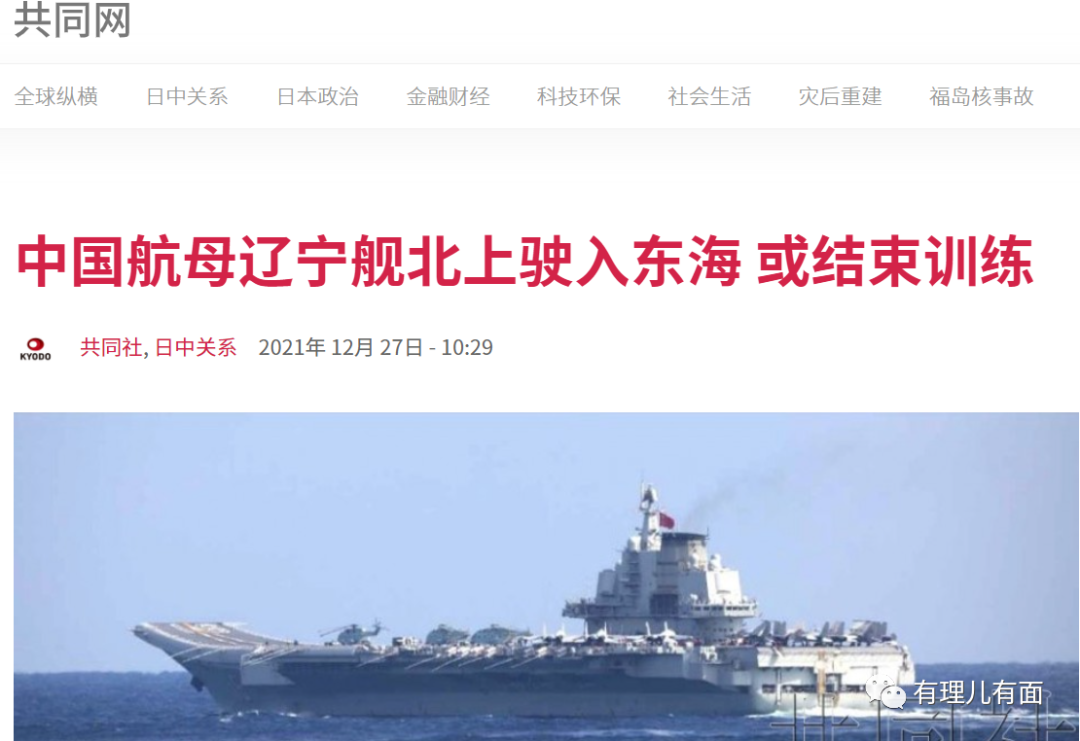 共同网
全球纵横 日中关系 日本政治 金融财经 科技环保 社会生活 灾后重建 福岛核事故
中国航母辽宁舰北上驶入东海 或结束训练
KYODO 共同社, 日中关系 2021年 12月 27日 - 10:29
有理儿有面
共同社